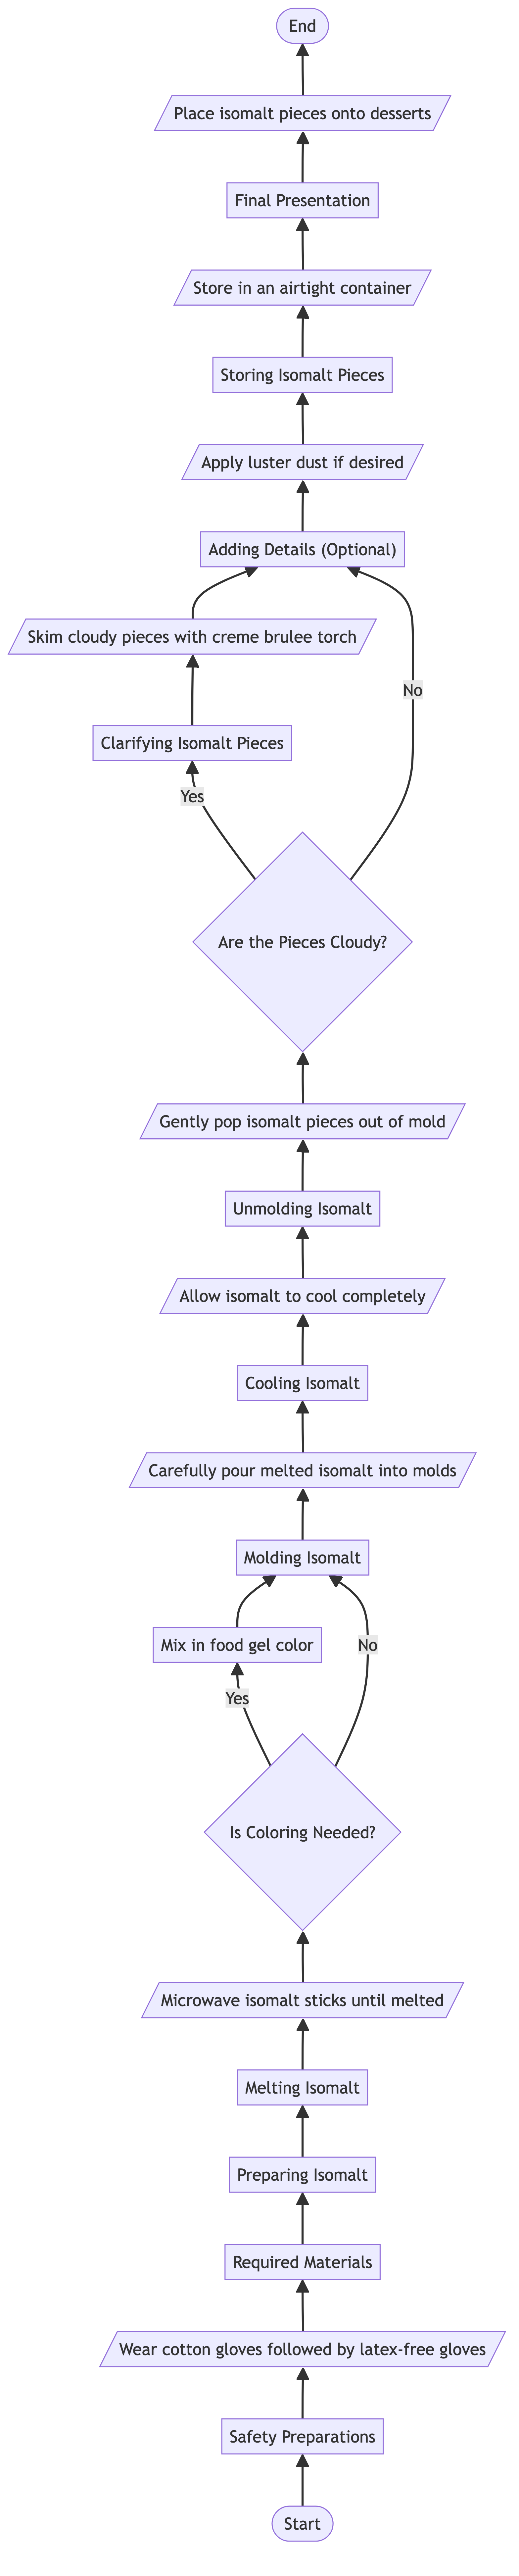 End
Place isomalt pieces onto desserts
Final Presentation
Store in an airtight container
Storing Isomalt Pieces
Apply luster dust if desired
Adding Details (Optional)
Skim cloudy pieces with creme brulee torch
No
Clarifying Isomalt Pieces
Yes
Are the Pieces Cloudy?
Gently pop isomalt pieces out of mold
Unmolding Isomalt
Allow isomalt to cool completely
Cooling Isomalt
Carefully pour melted isomalt into molds
Molding Isomalt
Mix in food gel color
No
Yes
Is Coloring Needed?
Microwave isomalt sticks until melted
Melting Isomalt
Preparing Isomalt
Required Materials
Wear cotton gloves followed by latex-free gloves
Safety Preparations
Start